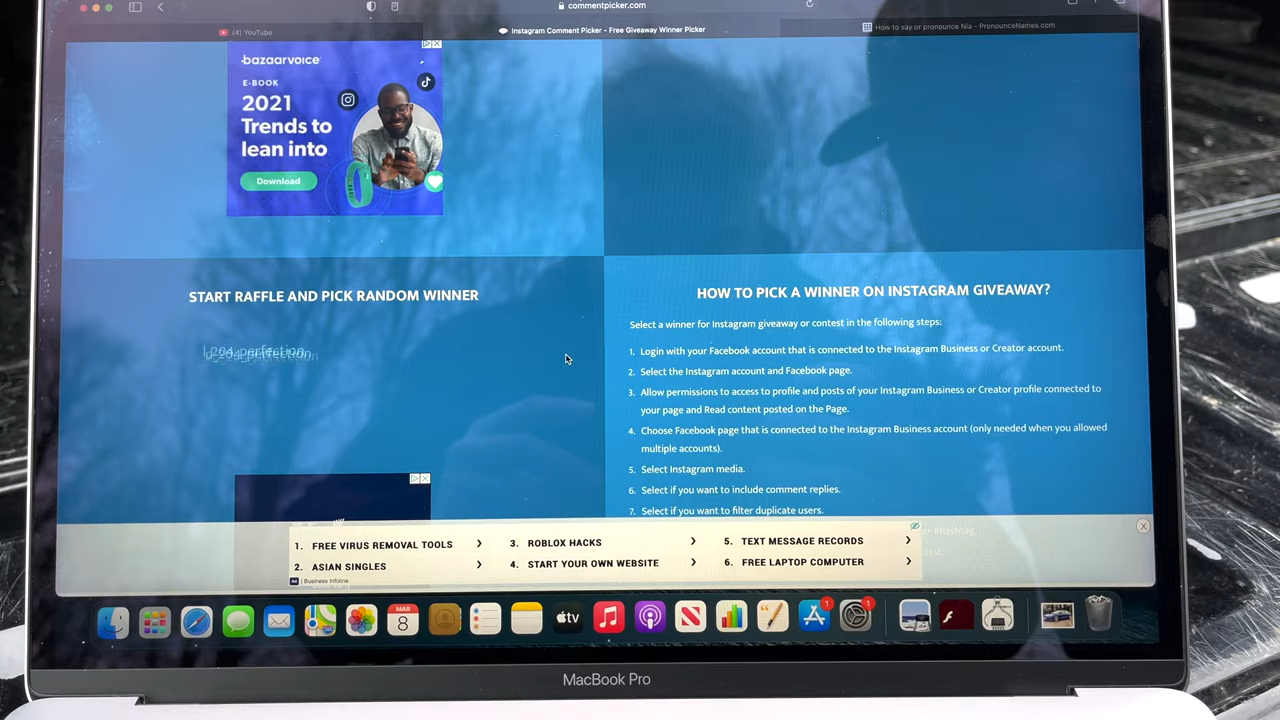 commentpicker.com
(4) YouTube
Instagram Comment Picker - Free Giveaway Winner Picker
How to say or pronounce Nia - PronounceNames.com
bazaarvoice
E-BOOK
2021
Trends to
lean into
Download
START RAFFLE AND PICK RANDOM WINNER
HOW TO PICK A WINNER ON INSTAGRAM GIVEAWAY?
Select a winner for Instagram giveaway or contest in the following steps:
1. Login with your Facebook account that is connected to the Instagram Business or Creator account.
2. Select the Instagram account and Facebook page.
3. Allow permissions to access to profile and posts of your Instagram Business or Creator profile connected to
your page and Read content posted on the Page.
4. Choose Facebook page that is connected to the Instagram Business account (only needed when you allowed
multiple accounts).
5. Select Instagram media.
6. Select if you want to include comment replies.
7. Select if you want to filter duplicate users.
or #hashtag.
1. FREE VIRUS REMOVAL TOOLS
2. ASIAN SINGLES
3. ROBLOX HACKS
4. START YOUR OWN WEBSITE
5. TEXT MESSAGE RECORDS
6. FREE LAPTOP COMPUTER
Ad | Business Infoline
MAR
8
tv
1
1
MacBook Pro